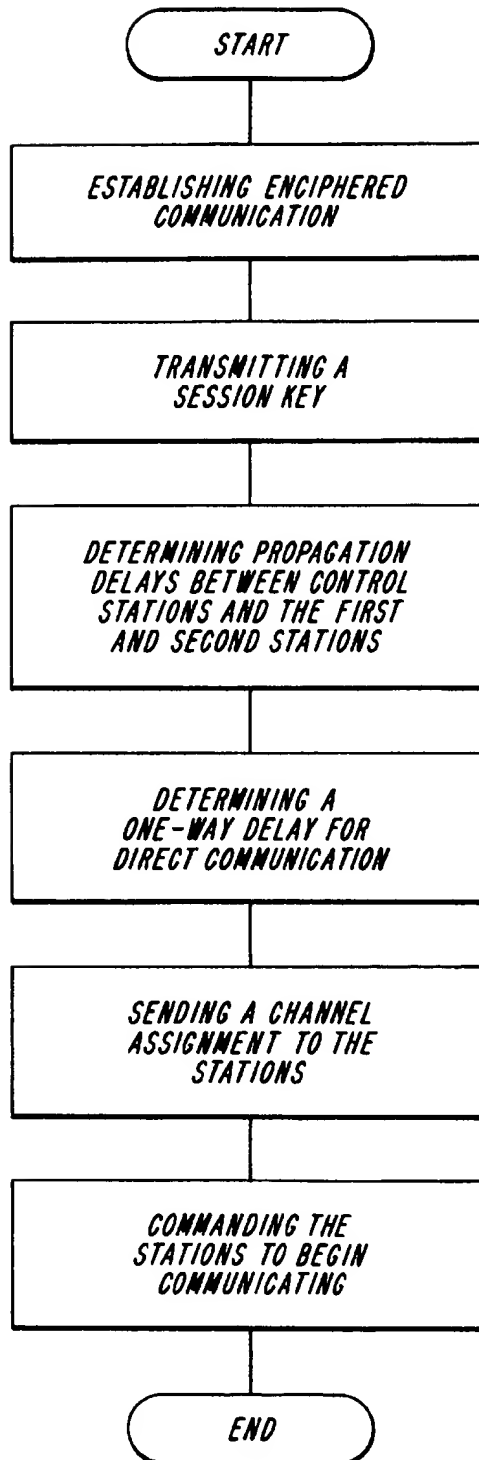 START
ESTABLISHING ENCIPHERED
COMMUNICATION
TRANSMITTING A
SESSION KEY
DETERMINING PROPAGATION
DELAYS BETWEEN CONTROL
STATIONS AND THE FIRST
AND SECOND STATIONS
DETERMINING A
ONE-WAY DELAY FOR
DIRECT COMMUNICATION
SENDING A CHANNEL
ASSIGNMENT TO THE
STATIONS
COMMANDING THE
STATIONS TO BEGIN
COMMUNICATING
END